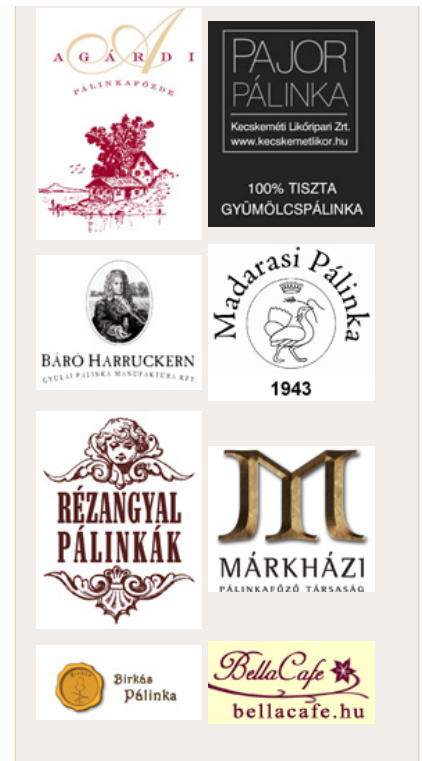 AGÁRDI
PÁLINKAFŐZDE
PAJOR
PÁLINKA
Kecskeméti Likőripari Zrt.
www.kecskemetlikor.hu
100% TISZTA
GYÜMÖLCSPÁLINKA
BÁRÓ HARRUCKERN
GYULAI PÁLINKA MANUFAKTÚRA KFT.
Madarasi Pálinka
1943
RÉZANGYAL
PÁLINKÁK
M
MÁRKHÁZI
PÁLINKAFŐZŐ TÁRSASÁG
Birkás
Pálinka
BellaCafe
bellacafe.hu